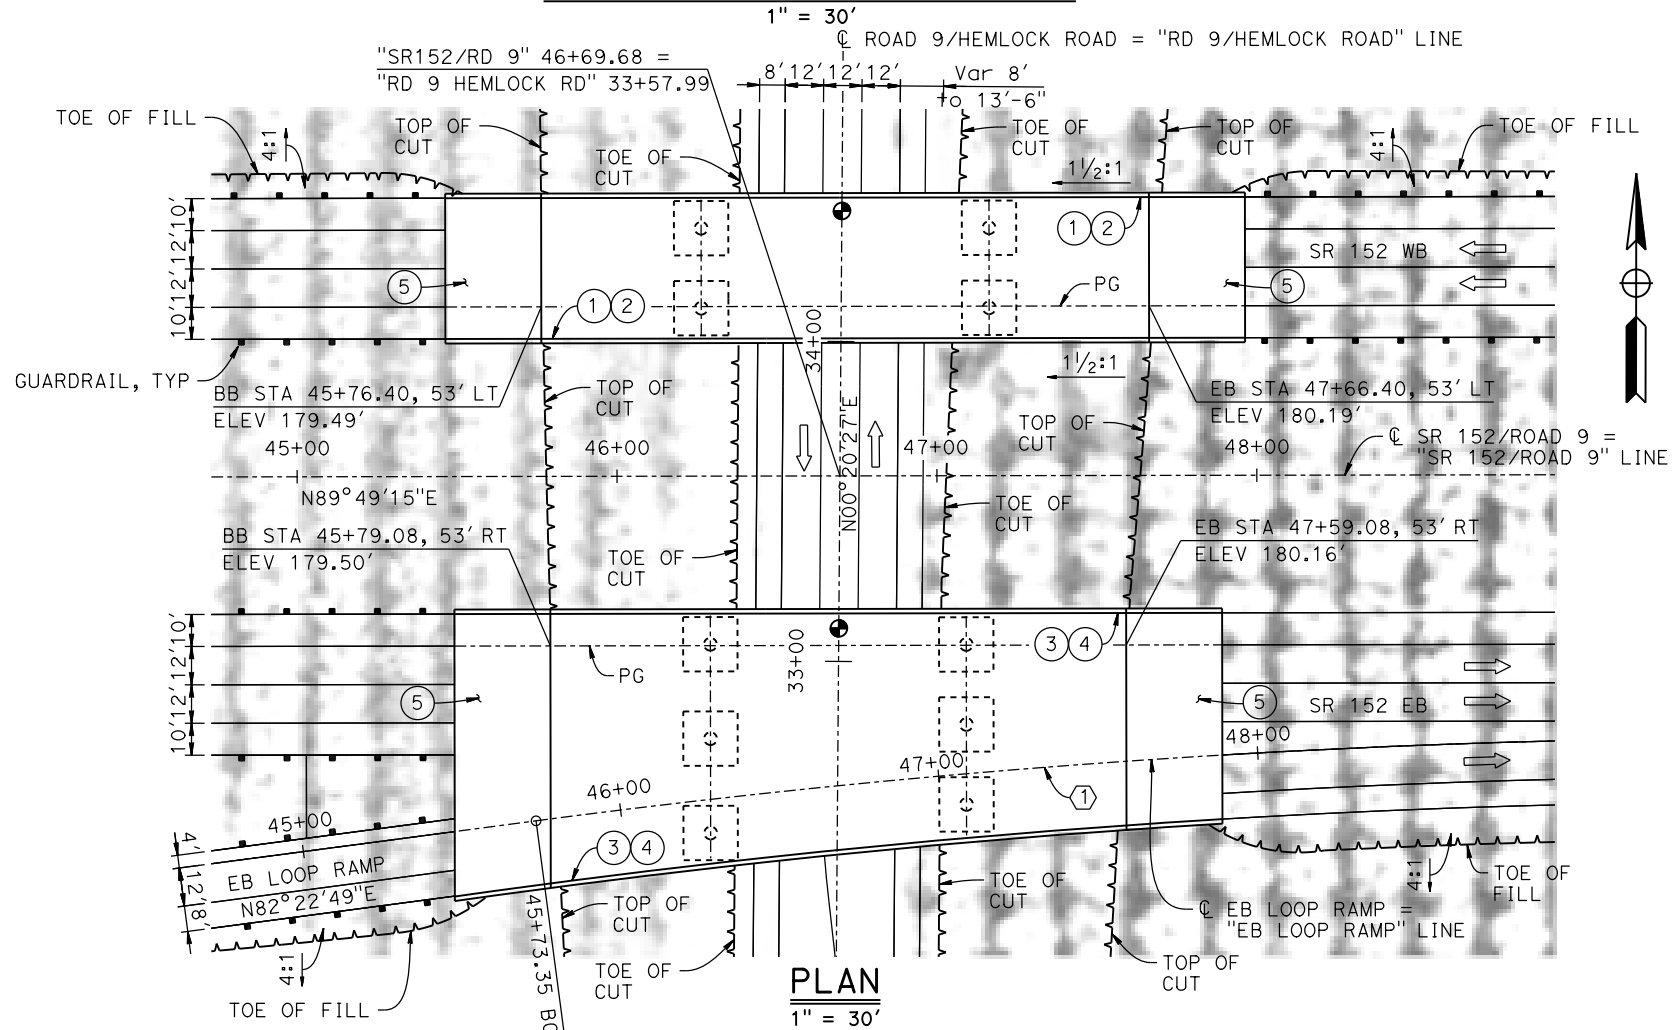 1" = 30'
℄ ROAD 9/HEMLOCK ROAD = "RD 9/HEMLOCK ROAD" LINE
"SR152/RD 9" 46+69.68 =
"RD 9 HEMLOCK RD" 33+57.99
8' 12' 12' 12'
Var 8'
to 13'-6"
TOE OF FILL
4:1
TOP OF
CUT
TOE OF
CUT
TOE OF
CUT
TOP OF
CUT
1½:1
4:1
TOE OF FILL
10'
12'
12'
10'
5
1 2
1 2
PG
SR 152 WB
5
GUARDRAIL, TYP
34+00
BB STA 45+76.40, 53' LT
ELEV 179.49'
TOP OF
CUT
1½:1
TOP OF
CUT
EB STA 47+66.40, 53' LT
ELEV 180.19'
45+00
46+00
47+00
48+00
℄ SR 152/ROAD 9 =
"SR 152/ROAD 9" LINE
N89°49'15"E
N00°20'27"E
BB STA 45+79.08, 53' RT
ELEV 179.50'
TOE OF
CUT
TOE OF
CUT
EB STA 47+59.08, 53' RT
ELEV 180.16'
10'
12'
12'
10'
5
PG
33+00
3 4
5
SR 152 EB
45+00
46+00
47+00
48+00
1
4'
12'
8'
EB LOOP RAMP
N82°22'49"E
3 4
4:1
TOE OF FILL
45+73.35 BC
TOP OF
CUT
TOE OF
CUT
TOE OF
CUT
℄ EB LOOP RAMP =
"EB LOOP RAMP" LINE
TOP OF
CUT
4:1
TOE OF
FILL
PLAN
1" = 30'